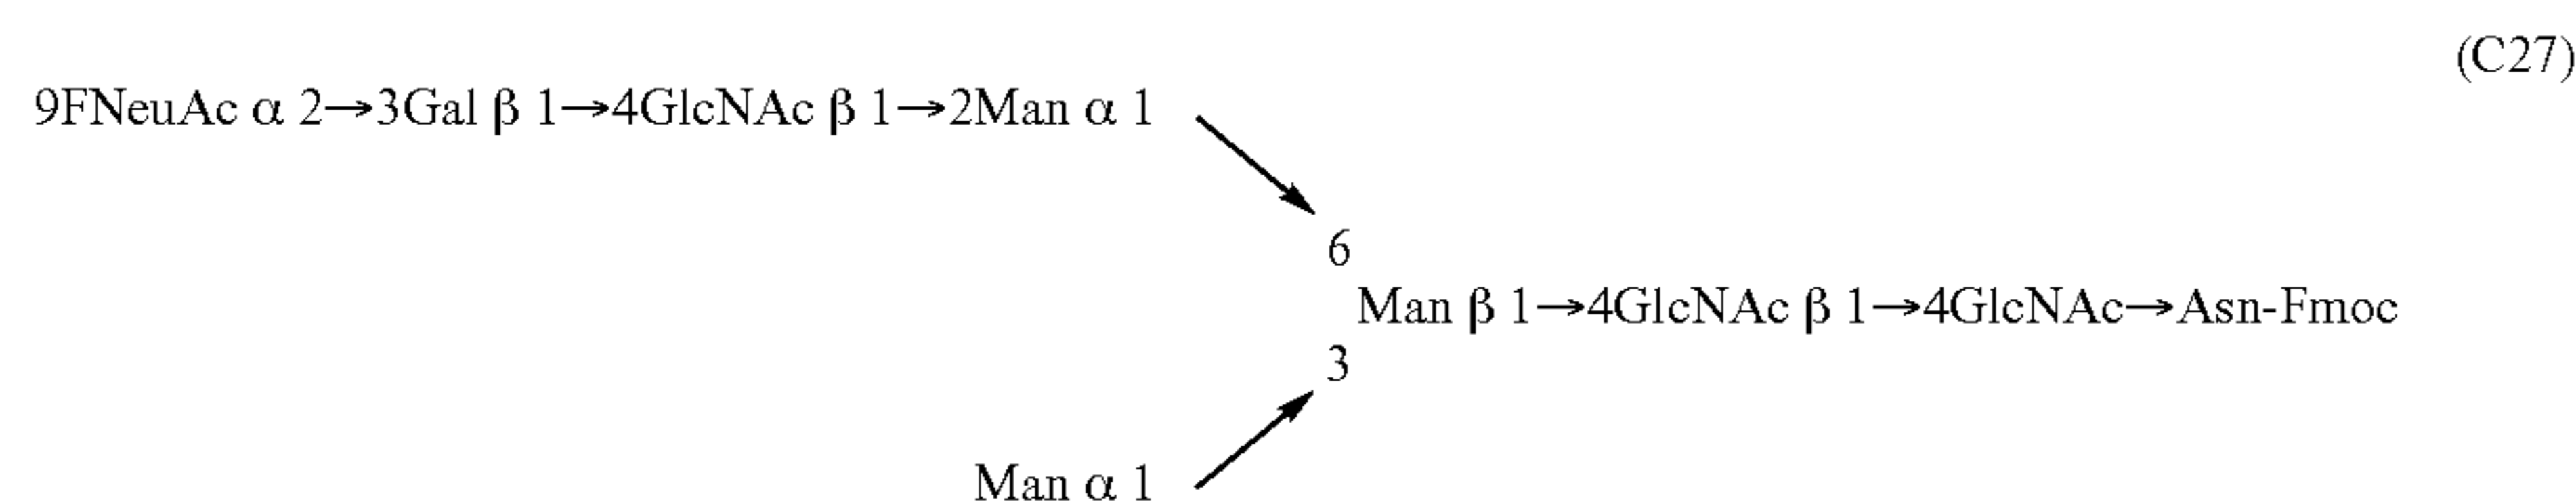 (C27)
9FNeuAc α 2→3Gal β 1→4GlcNAc β 1→2Man α 1
6
Man β 1→4GlcNAc β 1→4GlcNAc→Asn-Fmoc
3
Man α 1